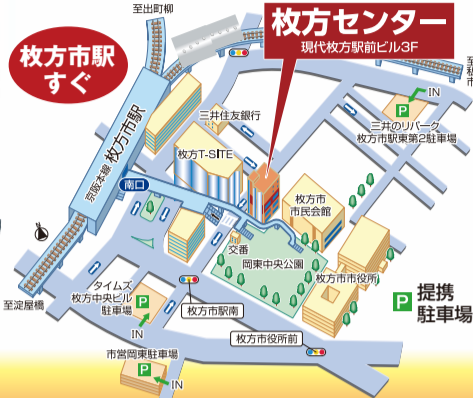 至出町柳
枚方センター
現代枚方駅前ビル3F
枚方市駅
すぐ
至
IN
P
三井のリパーク
枚方市駅東第2駐車場
三井住友銀行
枚方T-SITE
京阪本線 枚方市駅
南口
枚方市
市民会館
交番
岡東中央公園
枚方市市役所
P 提携
駐車場
至淀屋橋
タイムズ
枚方中央ビル
駐車場
P
IN
枚方市駅南
枚方市役所前
市営岡東駐車場
P
IN